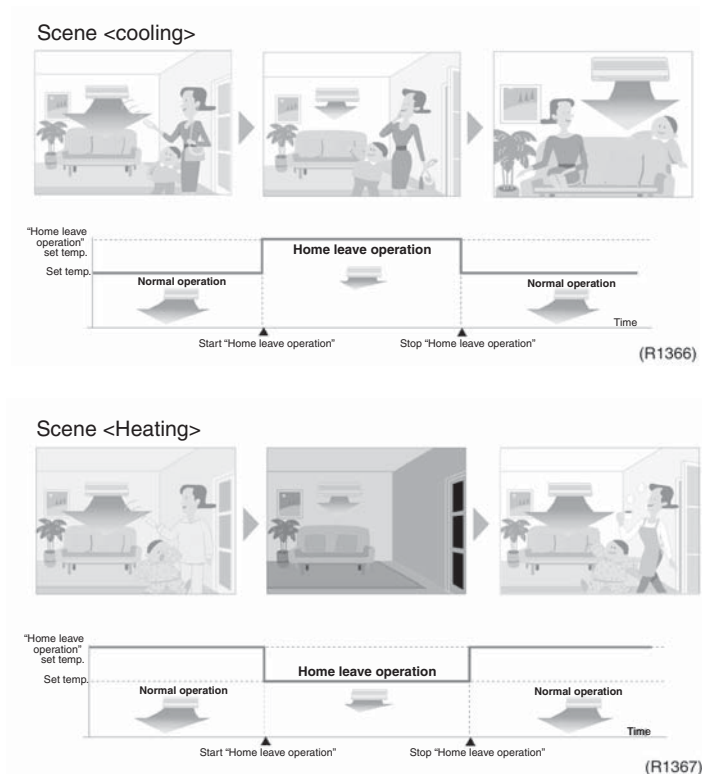 Scene <cooling>
“Home leave
operation”
set temp.
Set temp.
Home leave operation
Normal operation
Normal operation
Time
Start “Home leave operation”
Stop “Home leave operation”
(R1366)
Scene <Heating>
“Home leave
operation”
set temp.
Set temp.
Home leave operation
Normal operation
Normal operation
Time
Start “Home leave operation”
Stop “Home leave operation”
(R1367)